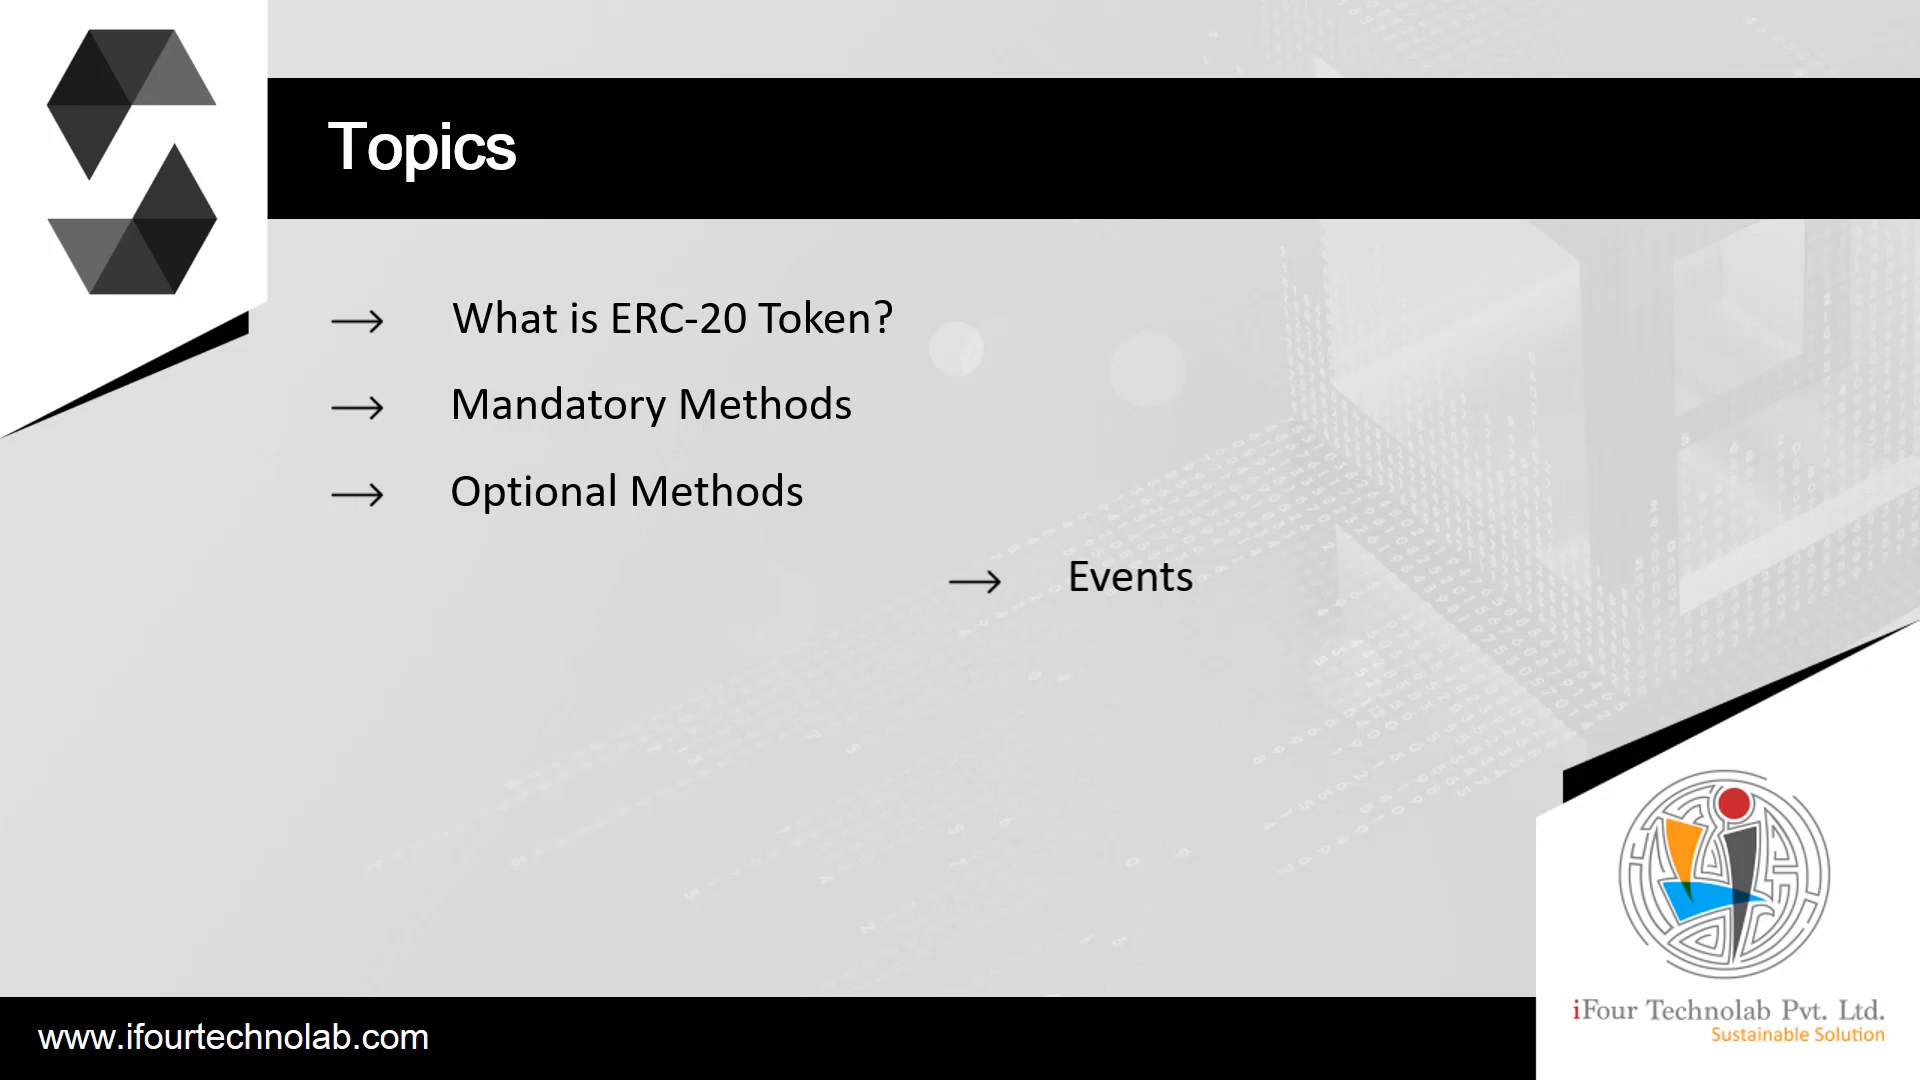 Topics
What is ERC-20 Token?
Mandatory Methods
Optional Methods
Events
www.ifourtechnolab.com
iFour Technolab Pvt. Ltd.
Sustainable Solution